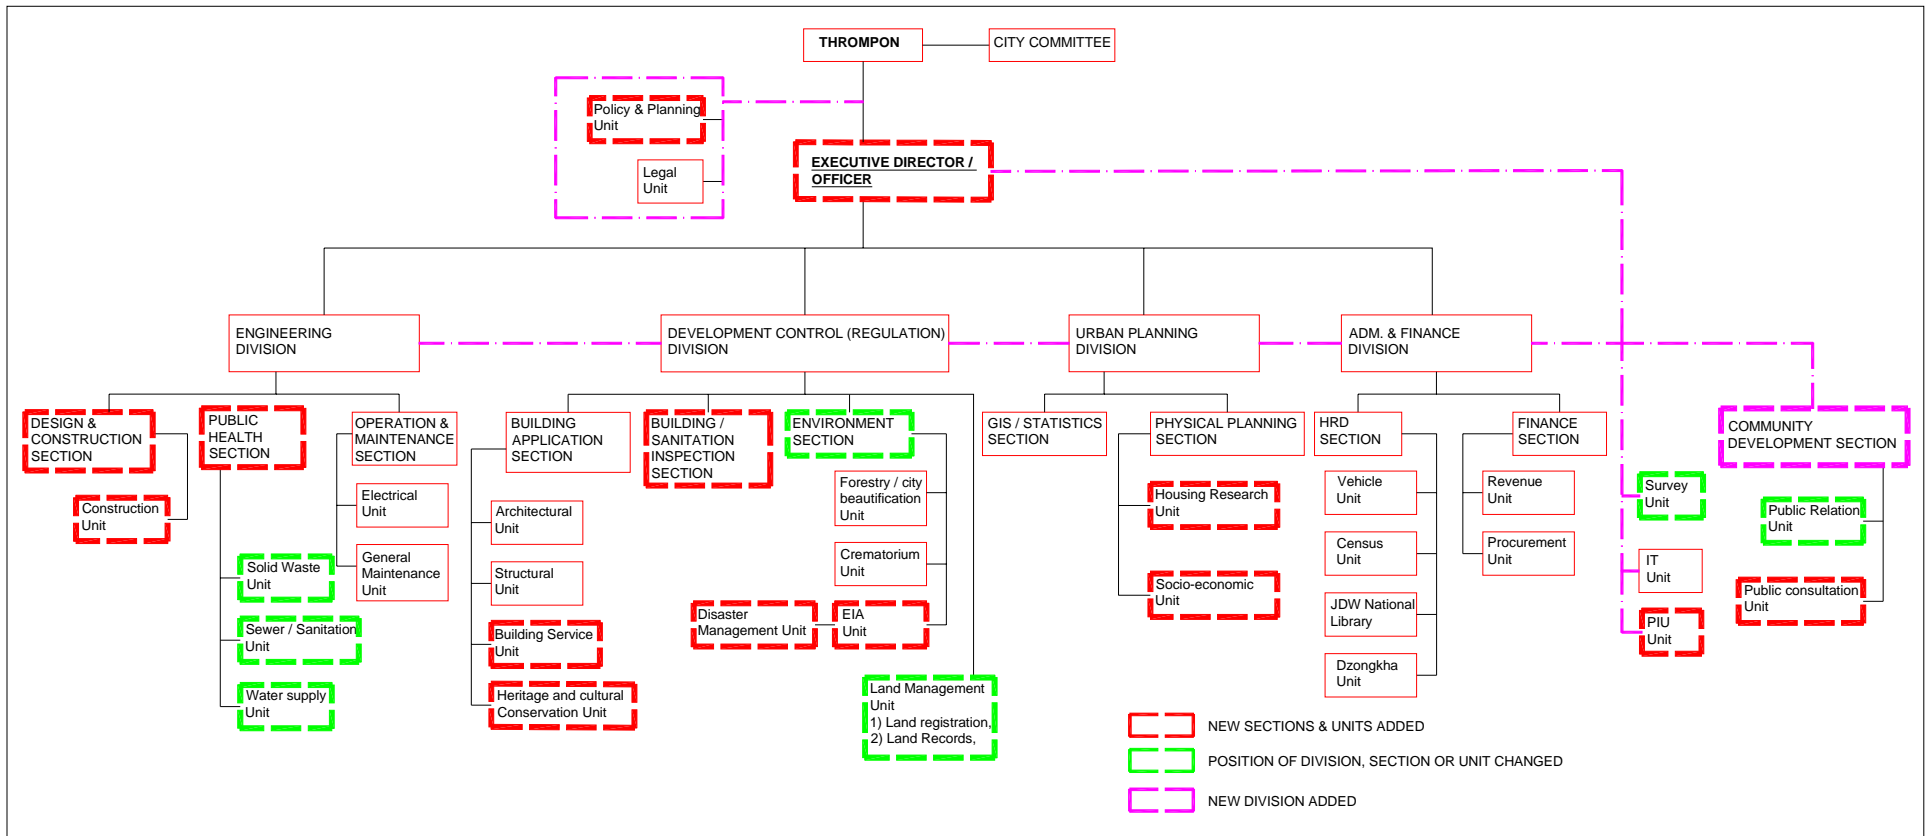 THROMPON
CITY COMMITTEE
Policy & Planning
Unit
Legal
Unit
EXECUTIVE DIRECTOR /
OFFICER
ENGINEERING
DIVISION
DEVELOPMENT CONTROL (REGULATION)
DIVISION
URBAN PLANNING
DIVISION
ADM. & FINANCE
DIVISION
DESIGN &
CONSTRUCTION
SECTION
Construction
Unit
PUBLIC
HEALTH
SECTION
Solid Waste
Unit
Sewer / Sanitation
Unit
Water supply
Unit
OPERATION &
MAINTENANCE
SECTION
Electrical
Unit
General
Maintenance
Unit
BUILDING
APPLICATION
SECTION
Architectural
Unit
Structural
Unit
Building Service
Unit
Heritage and cultural
Conservation Unit
BUILDING /
SANITATION
INSPECTION
SECTION
ENVIRONMENT
SECTION
Forestry / city
beautification
Unit
Crematorium
Unit
Disaster
Management Unit
EIA
Unit
Land Management
Unit
1) Land registration,
2) Land Records,
GIS / STATISTICS
SECTION
PHYSICAL PLANNING
SECTION
Housing Research
Unit
Socio-economic
Unit
HRD
SECTION
Vehicle
Unit
Census
Unit
JDW National
Library
Dzongkha
Unit
FINANCE
SECTION
Revenue
Unit
Procurement
Unit
Survey
Unit
IT
Unit
PIU
Unit
COMMUNITY
DEVELOPMENT SECTION
Public Relation
Unit
Public consultation
Unit
NEW SECTIONS & UNITS ADDED
POSITION OF DIVISION, SECTION OR UNIT CHANGED
NEW DIVISION ADDED